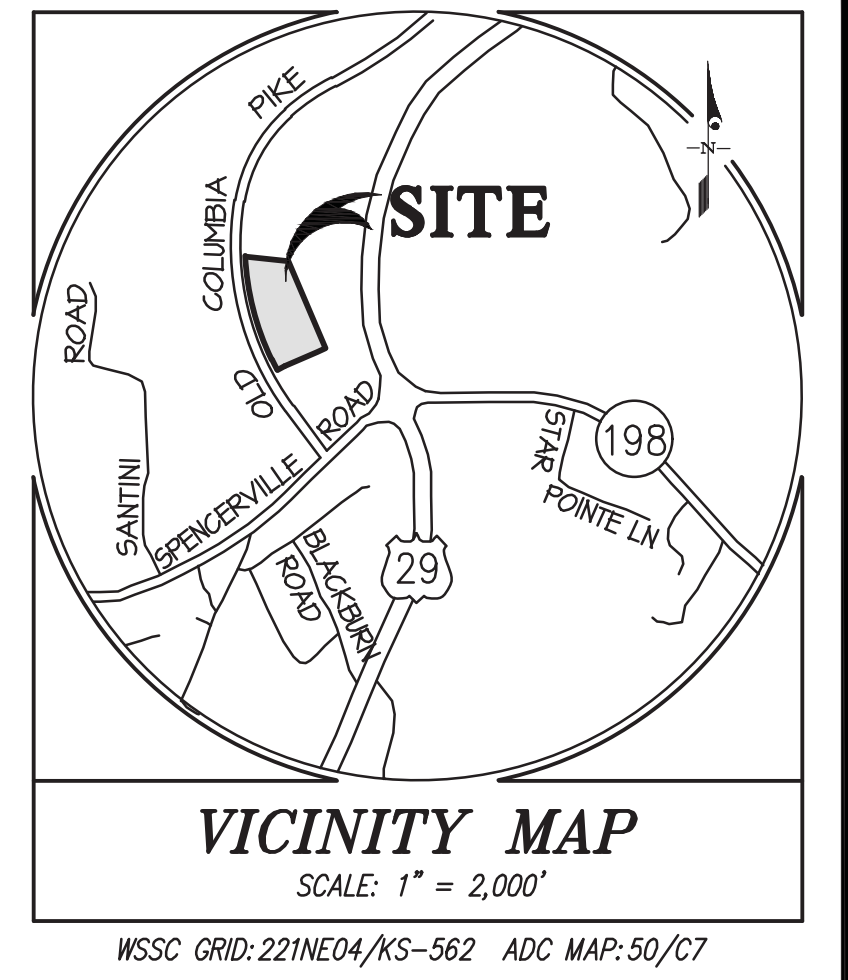 PIKE
COLUMBIA
OLD
N
SITE
ROAD
SANTINI
SPENCERVILLE
ROAD
STAR
POINTE LN
198
29
BLACKBURN
ROAD
VICINITY MAP
SCALE: 1" = 2,000'
WSSC GRID: 221NE04/KS-562 ADC MAP: 50/C7